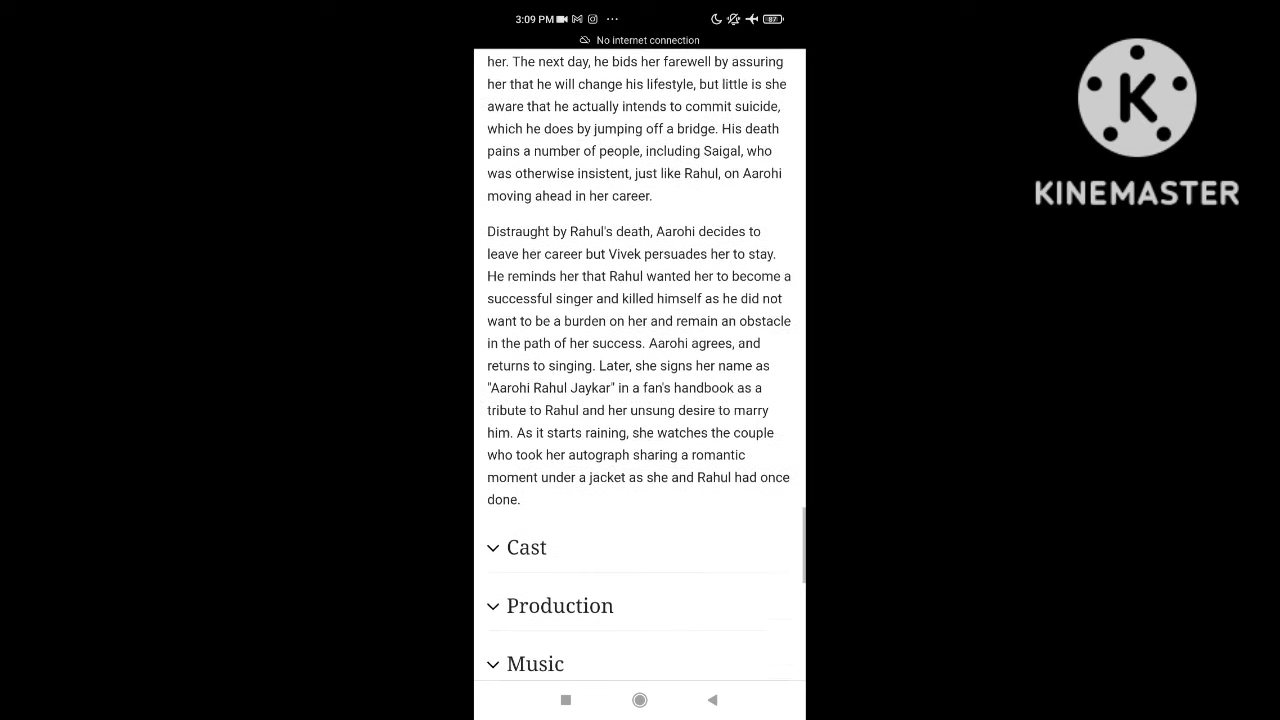 3:09 PM
87
No internet connection
her. The next day, he bids her farewell by assuring
her that he will change his lifestyle, but little is she
aware that he actually intends to commit suicide,
which he does by jumping off a bridge. His death
pains a number of people, including Saigal, who
was otherwise insistent, just like Rahul, on Aarohi
moving ahead in her career.
Distraught by Rahul's death, Aarohi decides to
leave her career but Vivek persuades her to stay.
He reminds her that Rahul wanted her to become a
successful singer and killed himself as he did not
want to be a burden on her and remain an obstacle
in the path of her success. Aarohi agrees, and
returns to singing. Later, she signs her name as
"Aarohi Rahul Jaykar" in a fan's handbook as a
tribute to Rahul and her unsung desire to marry
him. As it starts raining, she watches the couple
who took her autograph sharing a romantic
moment under a jacket as she and Rahul had once
done.
Cast
Production
Music
K
KINEMASTER